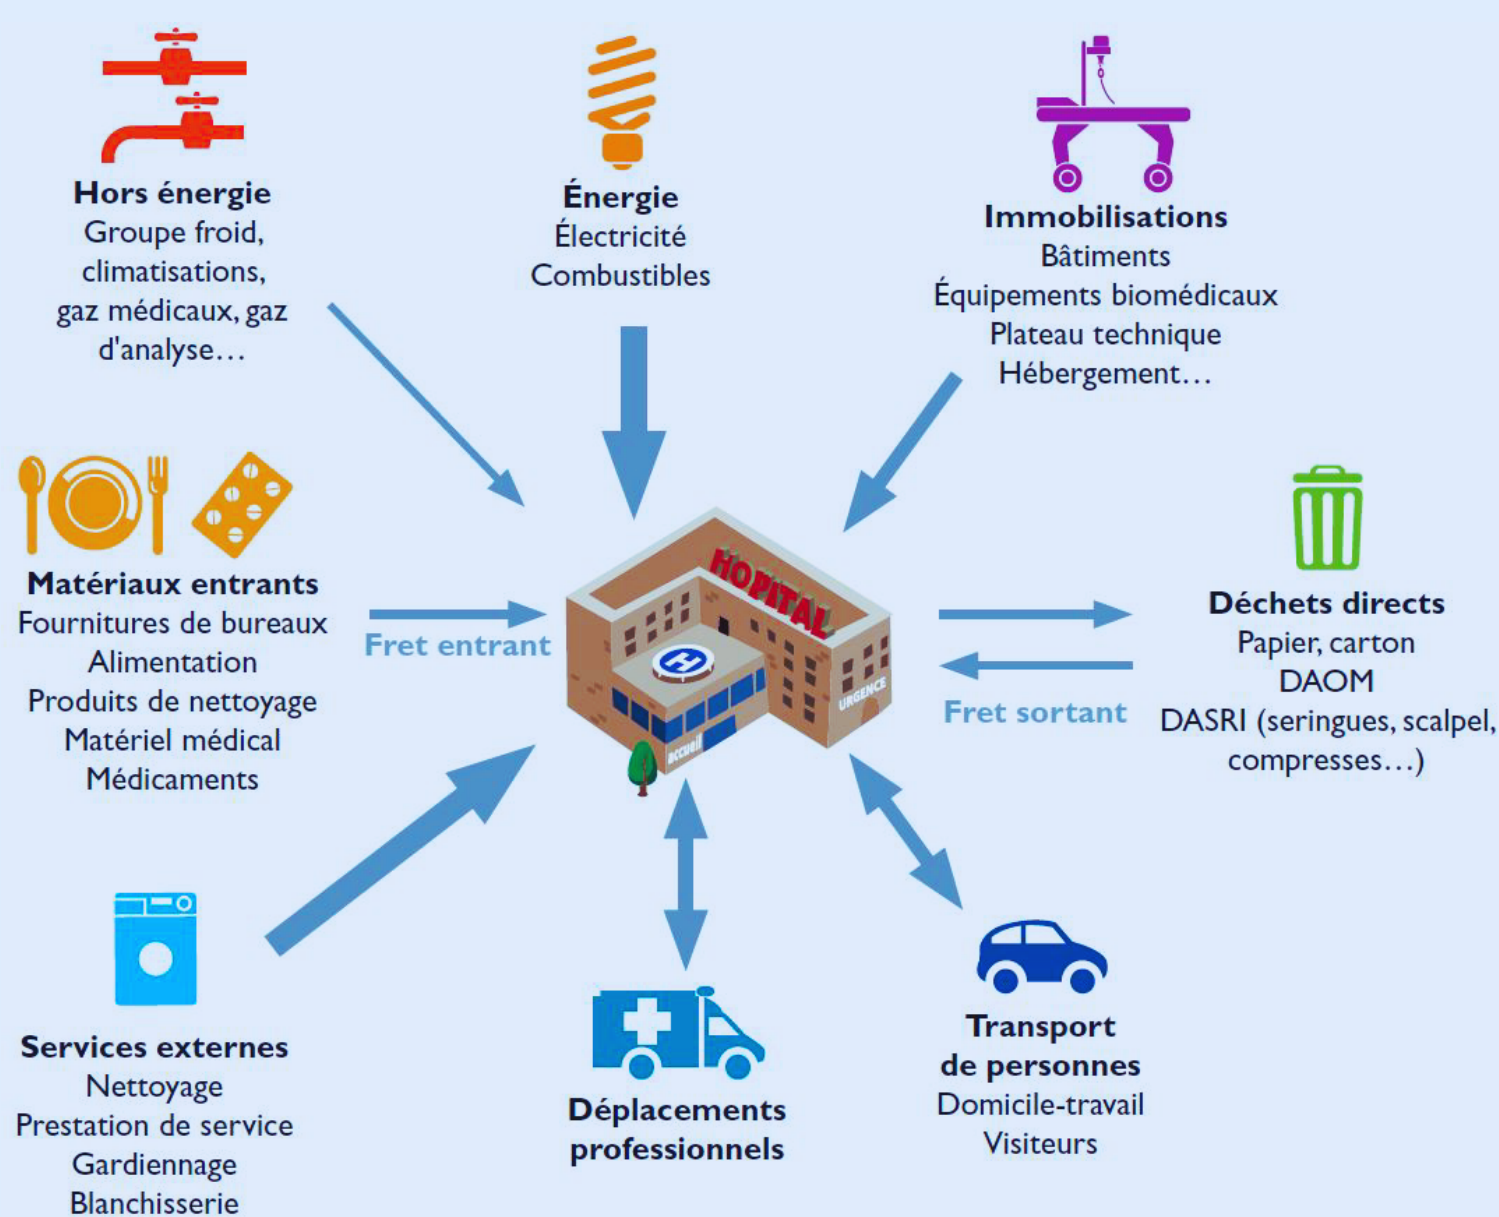 Hors énergie
Groupe froid,
climatisations,
gaz médicaux, gaz
d'analyse…
Énergie
Électricité
Combustibles
Immobilisations
Bâtiments
Équipements biomédicaux
Plateau technique
Hébergement…
Matériaux entrants
Fournitures de bureaux
Alimentation
Produits de nettoyage
Matériel médical
Médicaments
Fret entrant
HOPITAL
H
URGENCE
accueil
Fret sortant
Déchets directs
Papier, carton
DAOM
DASRI (seringues, scalpel,
compresses…)
Services externes
Nettoyage
Prestation de service
Gardiennage
Blanchisserie
Déplacements
professionnels
Transport
de personnes
Domicile-travail
Visiteurs